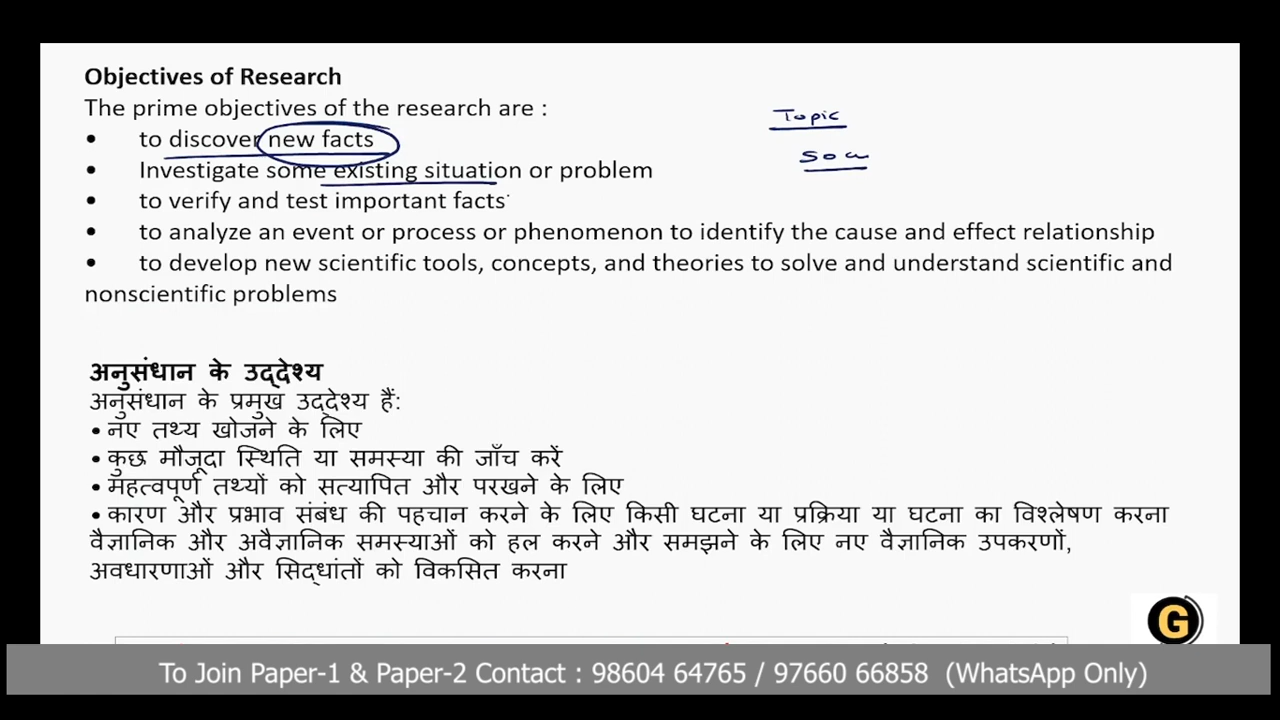 Objectives of Research
The prime objectives of the research are :
• to discover new facts
• Investigate some existing situation or problem
• to verify and test important facts
• to analyze an event or process or phenomenon to identify the cause and effect relationship
• to develop new scientific tools, concepts, and theories to solve and understand scientific and
nonscientific problems
Topic
अनुसंधान के उद्देश्य
अनुसंधान के प्रमुख उद्देश्य हैं:
• नए तथ्य खोजने के लिए
• कुछ मौजूदा स्थिति या समस्या की जाँच करें
• महत्वपूर्ण तथ्यों को सत्यापित और परखने के लिए
• कारण और प्रभाव संबंध की पहचान करने के लिए किसी घटना या प्रक्रिया या घटना का विश्लेषण करना
वैज्ञानिक और अवैज्ञानिक समस्याओं को हल करने और समझने के लिए नए वैज्ञानिक उपकरणों,
अवधारणाओं और सिद्धांतों को विकसित करना
G
To Join Paper-1 & Paper-2 Contact : 98604 64765 / 97660 66858 (WhatsApp Only)